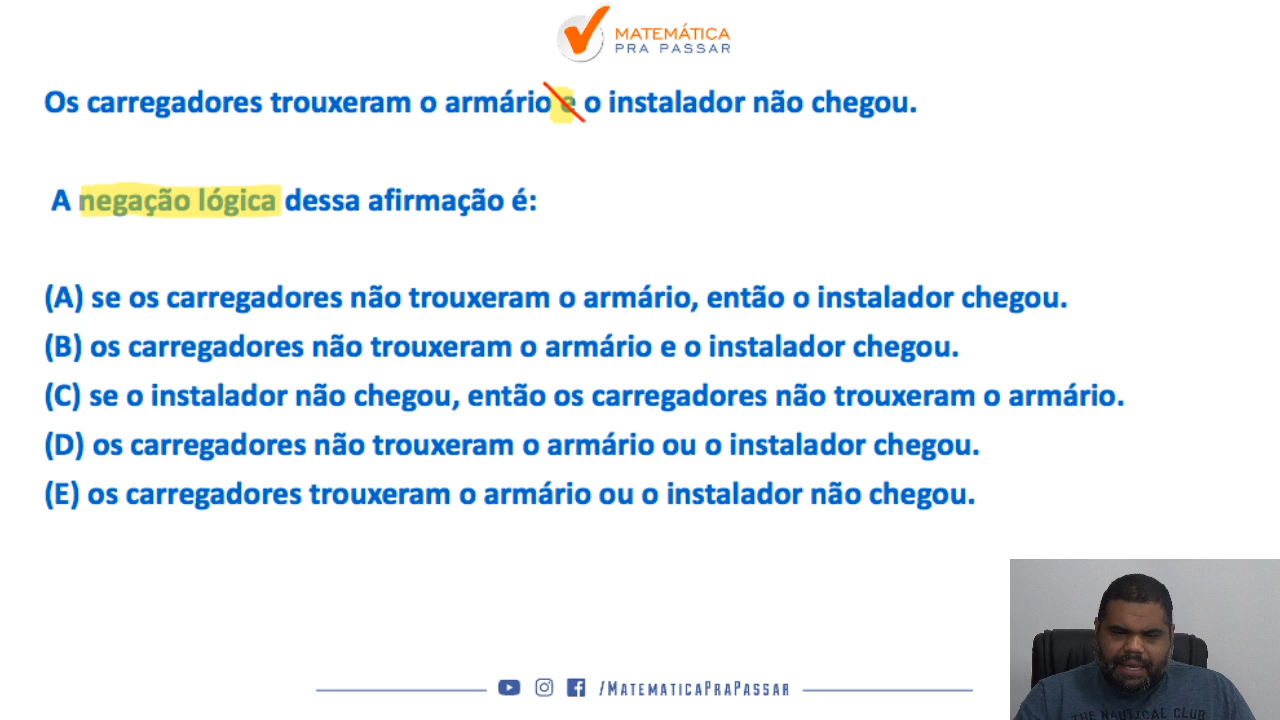 MATEMÁTICA
PRA PASSAR
Os carregadores trouxeram o armário e o instalador não chegou.
A negação lógica dessa afirmação é:
(A) se os carregadores não trouxeram o armário, então o instalador chegou.
(B) os carregadores não trouxeram o armário e o instalador chegou.
(C) se o instalador não chegou, então os carregadores não trouxeram o armário.
(D) os carregadores não trouxeram o armário ou o instalador chegou.
(E) os carregadores trouxeram o armário ou o instalador não chegou.
/MATEMATICAPRAPASSAR
THE NAUTICAL CLUB